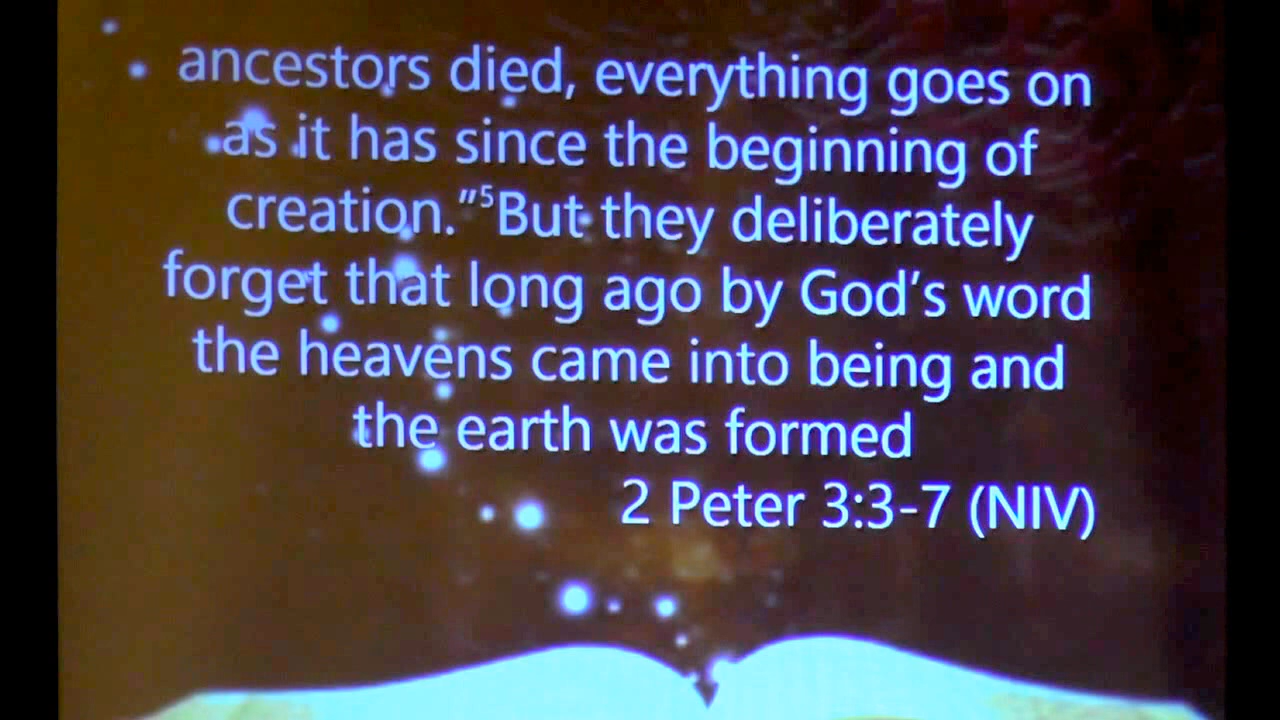 ancestors died, everything goes on
as it has since the beginning of
creation."⁵But they deliberately
forget that long ago by God's word
the heavens came into being and
the earth was formed
2 Peter 3:3-7 (NIV)